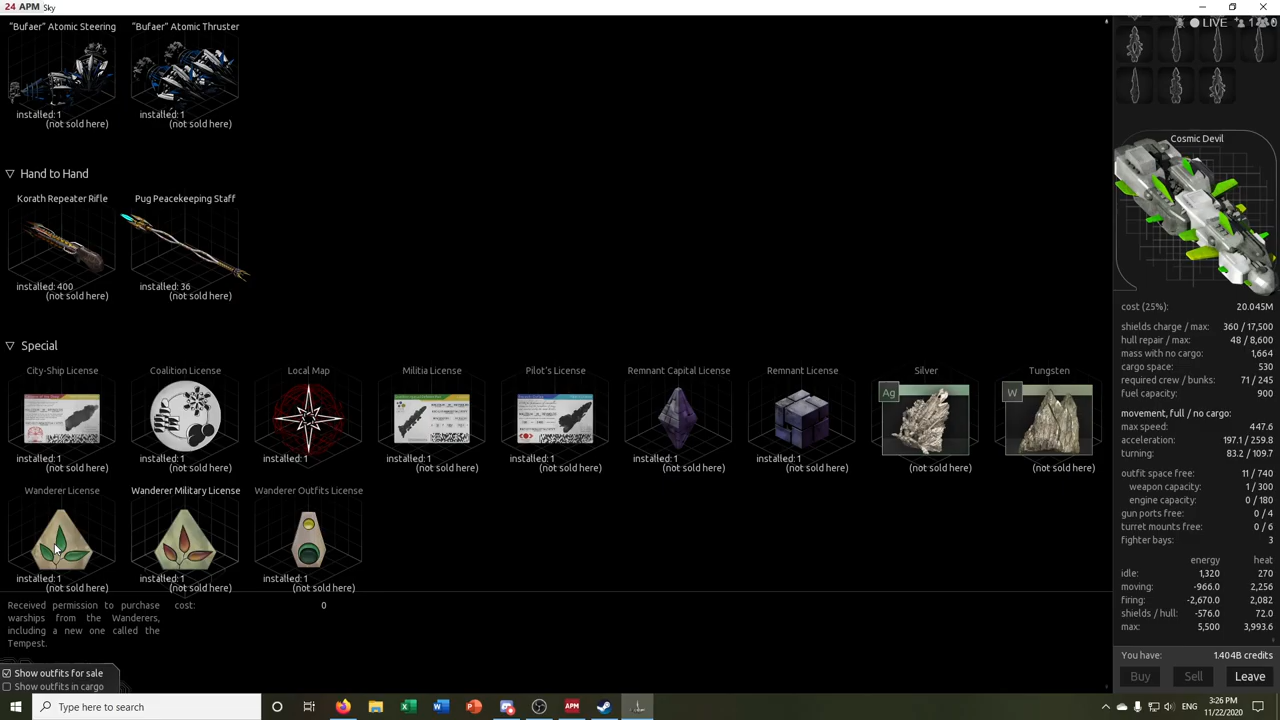 24 APM Sky
"Bufaer" Atomic Steering
installed: 1
(not sold here)
"Bufaer" Atomic Thruster
installed: 1
(not sold here)
▽ Hand to Hand
Korath Repeater Rifle
installed: 400
(not sold here)
Pug Peacekeeping Staff
installed: 36
(not sold here)
▽ Special
City-Ship License
installed: 1
(not sold here)
Coalition License
installed: 1
(not sold here)
Local Map
installed: 1
(not sold here)
Militia License
installed: 1
(not sold here)
Pilot's License
installed: 1
(not sold here)
Remnant Capital License
installed: 1
(not sold here)
Remnant License
installed: 1
(not sold here)
Silver
Ag
(not sold here)
Tungsten
W
(not sold here)
Wanderer License
installed: 1
(not sold here)
Wanderer Military License
installed: 1
(not sold here)
Wanderer Outfits License
installed: 1
(not sold here)
Received permission to purchase
warships from the Wanderers,
including a new one called the
Tempest.
cost: 0
Show outfits for sale
Show outfits in cargo
LIVE
Cosmic Devil
cost (25%): 20.045M
shields charge / max: 360 / 17,500
hull repair / max: 48 / 8,600
mass with no cargo: 1,664
cargo space: 530
required crew / bunks: 71 / 245
fuel capacity: 900
movement, full / no cargo:
max speed: 447.6
acceleration: 197.1 / 259.8
turning: 83.2 / 109.7
outfit space free: 11 / 740
weapon capacity: 1 / 300
engine capacity: 0 / 180
gun ports free: 0 / 4
turret mounts free: 0 / 6
fighter bays: 3
energy heat
idle: 1,320 270
moving: -966.0 2,256
firing: -2,670.0 2,082
shields / hull: -576.0 72.0
max: 5,500 3,993.6
You have: 1.404B credits
Buy Sell Leave
Type here to search
APM
ENG
3:26 PM
11/22/2020